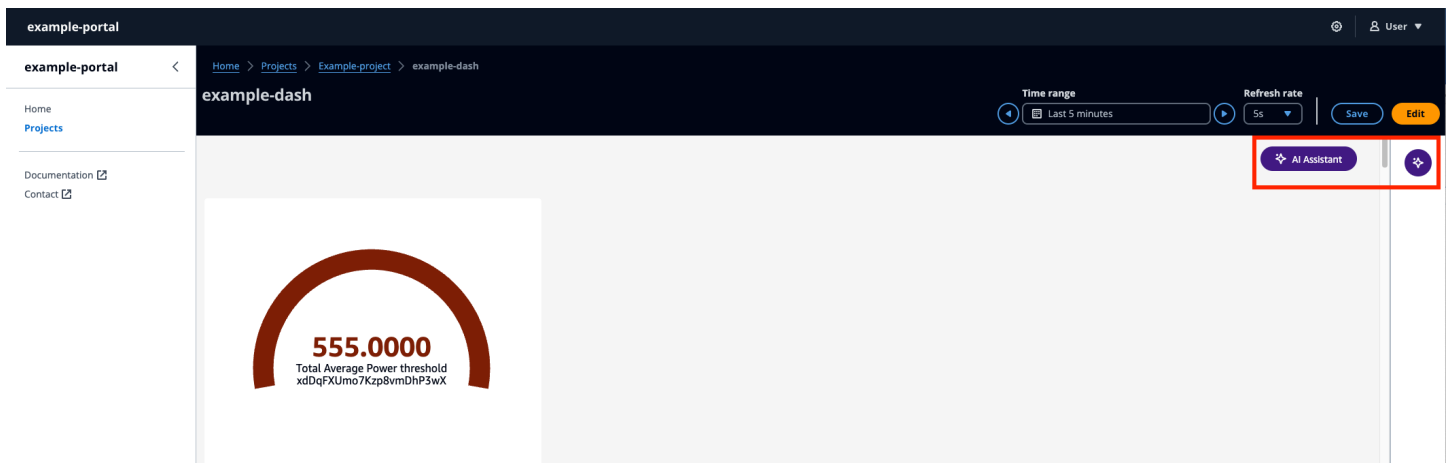 example-portal
User
example-portal
Home
Projects
Documentation
Contact
Home > Projects > Example-project > example-dash
example-dash
Time range
Last 5 minutes
Refresh rate
5s
Save
Edit
AI Assistant
555.0000
Total Average Power threshold
xdDqFXUmo7Kzp8vmDhP3wX